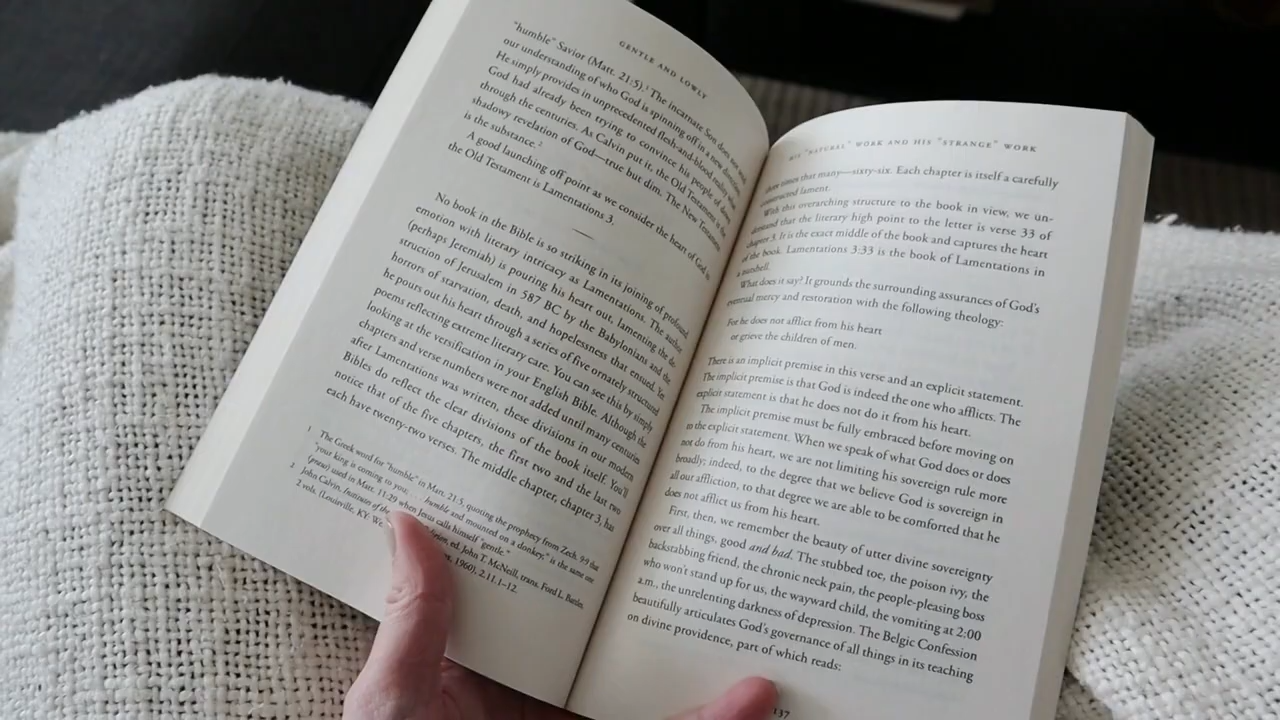 GENTLE AND LOWLY
"humble" Savior (Matt. 21:5).1 The incarnate Son does not
our understanding of who God is spinning off in a new direction.
He simply provides in unprecedented flesh-and-blood reality what
God had already been trying to convince his people of down
through the centuries. As Calvin put it, the Old Testament is the
shadowy revelation of God—true but dim. The New Testament
is the substance.2
A good launching off point as we consider the heart of God in
the Old Testament is Lamentations 3.
No book in the Bible is so striking in its joining of profound
emotion with literary intricacy as Lamentations. The author
(perhaps Jeremiah) is pouring his heart out, lamenting the de-
struction of Jerusalem in 587 BC by the Babylonians and the
horrors of starvation, death, and hopelessness that ensued. Yet
he pours out his heart through a series of five ornately structured
poems reflecting extreme literary care. You can see this by simply
looking at the versification in your English Bible. Although the
chapters and verse numbers were not added until many centuries
after Lamentations was written, these divisions in our modern
Bibles do reflect the clear divisions of the book itself. You'll
notice that of the five chapters, the first two and the last two
each have twenty-two verses. The middle chapter, chapter 3, has
1 The Greek word for "humble" in Matt. 21:5, quoting the prophecy from Zech. 9:9 that
"your king is coming to you, . . . humble and mounted on a donkey," is the same one
(praus) used in Matt. 11:29 when Jesus calls himself "gentle."
2 John Calvin, Institutes of the ed. John T. McNeill, trans. Ford L. Battles,
2 vols. (Louisville, KY: 1960), 2.11.1–12.
HIS "NATURAL" WORK AND HIS "STRANGE" WORK
three times that many—sixty-six. Each chapter is itself a carefully
constructed lament.
With this overarching structure to the book in view, we un-
derstand that the literary high point to the letter is verse 33 of
chapter 3. It is the exact middle of the book and captures the heart
of the book. Lamentations 3:33 is the book of Lamentations in
a nutshell.
What does it say? It grounds the surrounding assurances of God's
eventual mercy and restoration with the following theology:
For he does not afflict from his heart
or grieve the children of men.
There is an implicit premise in this verse and an explicit statement.
The implicit premise is that God is indeed the one who afflicts. The
explicit statement is that he does not do it from his heart.
The implicit premise must be fully embraced before moving on
to the explicit statement. When we speak of what God does or does
not do from his heart, we are not limiting his sovereign rule more
broadly; indeed, to the degree that we believe God is sovereign in
all our affliction, to that degree we are able to be comforted that he
does not afflict us from his heart.
First, then, we remember the beauty of utter divine sovereignty
over all things, good and bad. The stubbed toe, the poison ivy, the
backstabbing friend, the chronic neck pain, the people-pleasing boss
who won't stand up for us, the wayward child, the vomiting at 2:00
a.m., the unrelenting darkness of depression. The Belgic Confession
beautifully articulates God's governance of all things in its teaching
on divine providence, part of which reads:
137